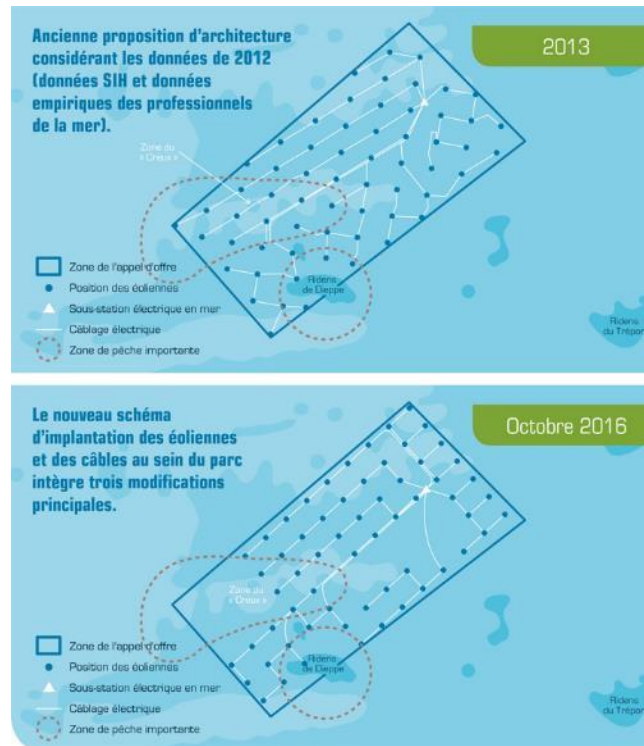 Ancienne proposition d'architecture
considérant les données de 2012
(données SIH et données
empiriques des professionnels
de la mer).
2013
Zone du
« Creux »
Zone de l'appel d'offre
Position des éoliennes
Sous-station électrique en mer
Câblage électrique
Zone de pêche importante
Ridens
de Dieppe
Ridens
du Trépor
Le nouveau schéma
d'implantation des éoliennes
et des câbles au sein du parc
intègre trois modifications
principales.
Octobre 2016
Zone du
« Creux »
Zone de l'appel d'offre
Position des éoliennes
Sous-station électrique en mer
Câblage électrique
Zone de pêche importante
Ridens
de Dieppe
Ridens
du Trépor